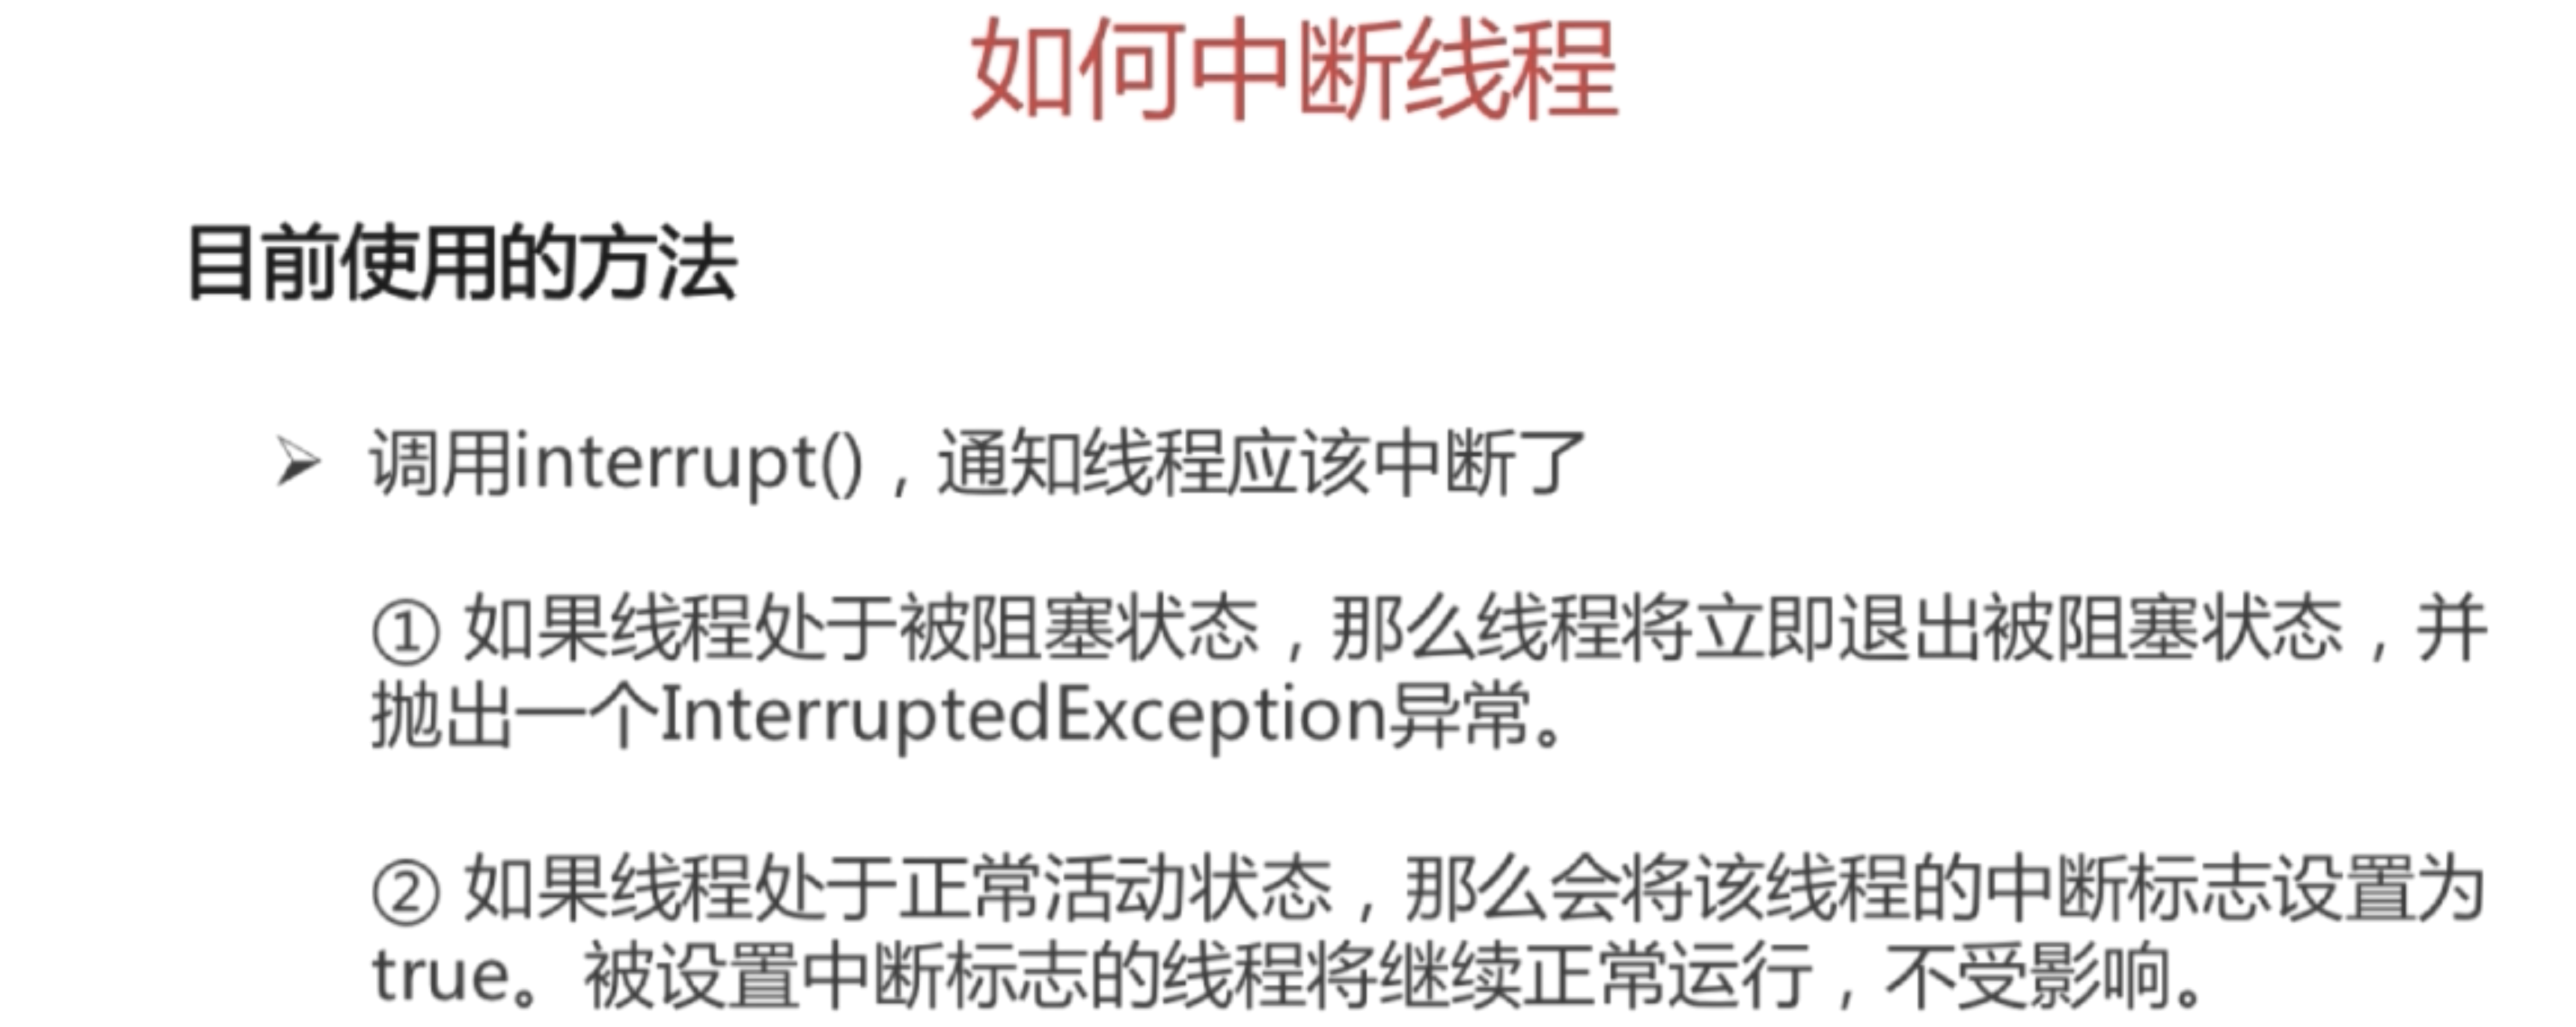 如何中断线程
目前使用的方法
➢ 调用interrupt()，通知线程应该中断了
① 如果线程处于被阻塞状态，那么线程将立即退出被阻塞状态，并
抛出一个InterruptedException异常。
② 如果线程处于正常活动状态，那么会将该线程的中断标志设置为
true。被设置中断标志的线程将继续正常运行，不受影响。